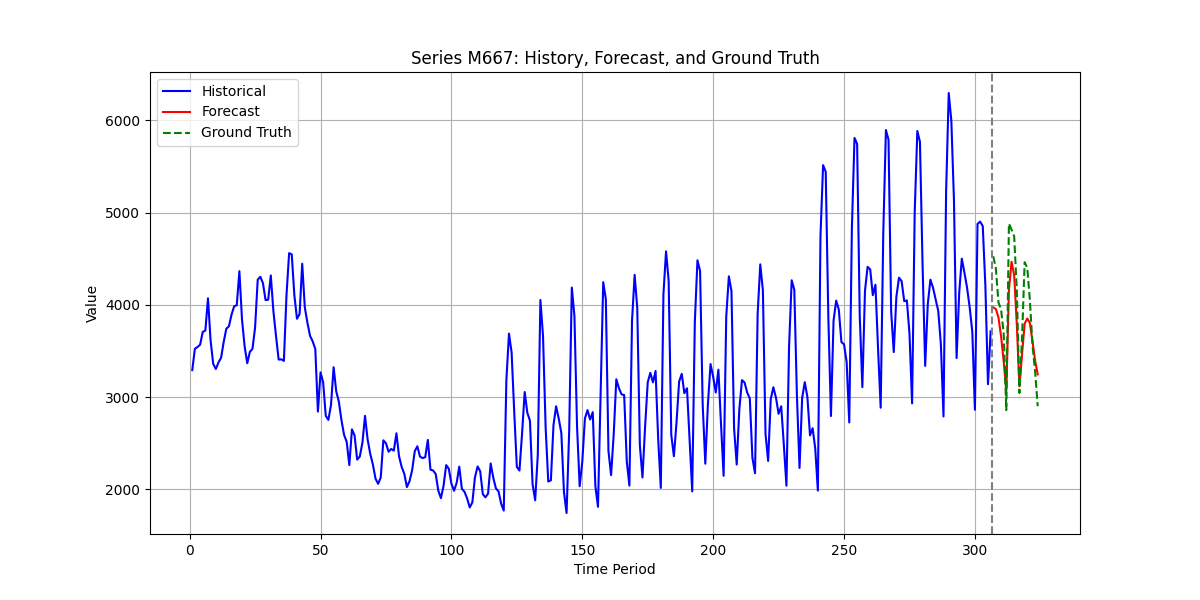 Series M667: History, Forecast, and Ground Truth
Historical
Forecast
Ground Truth
6000
5000
4000
3000
2000
Value
0 50 100 150 200 250 300
Time Period